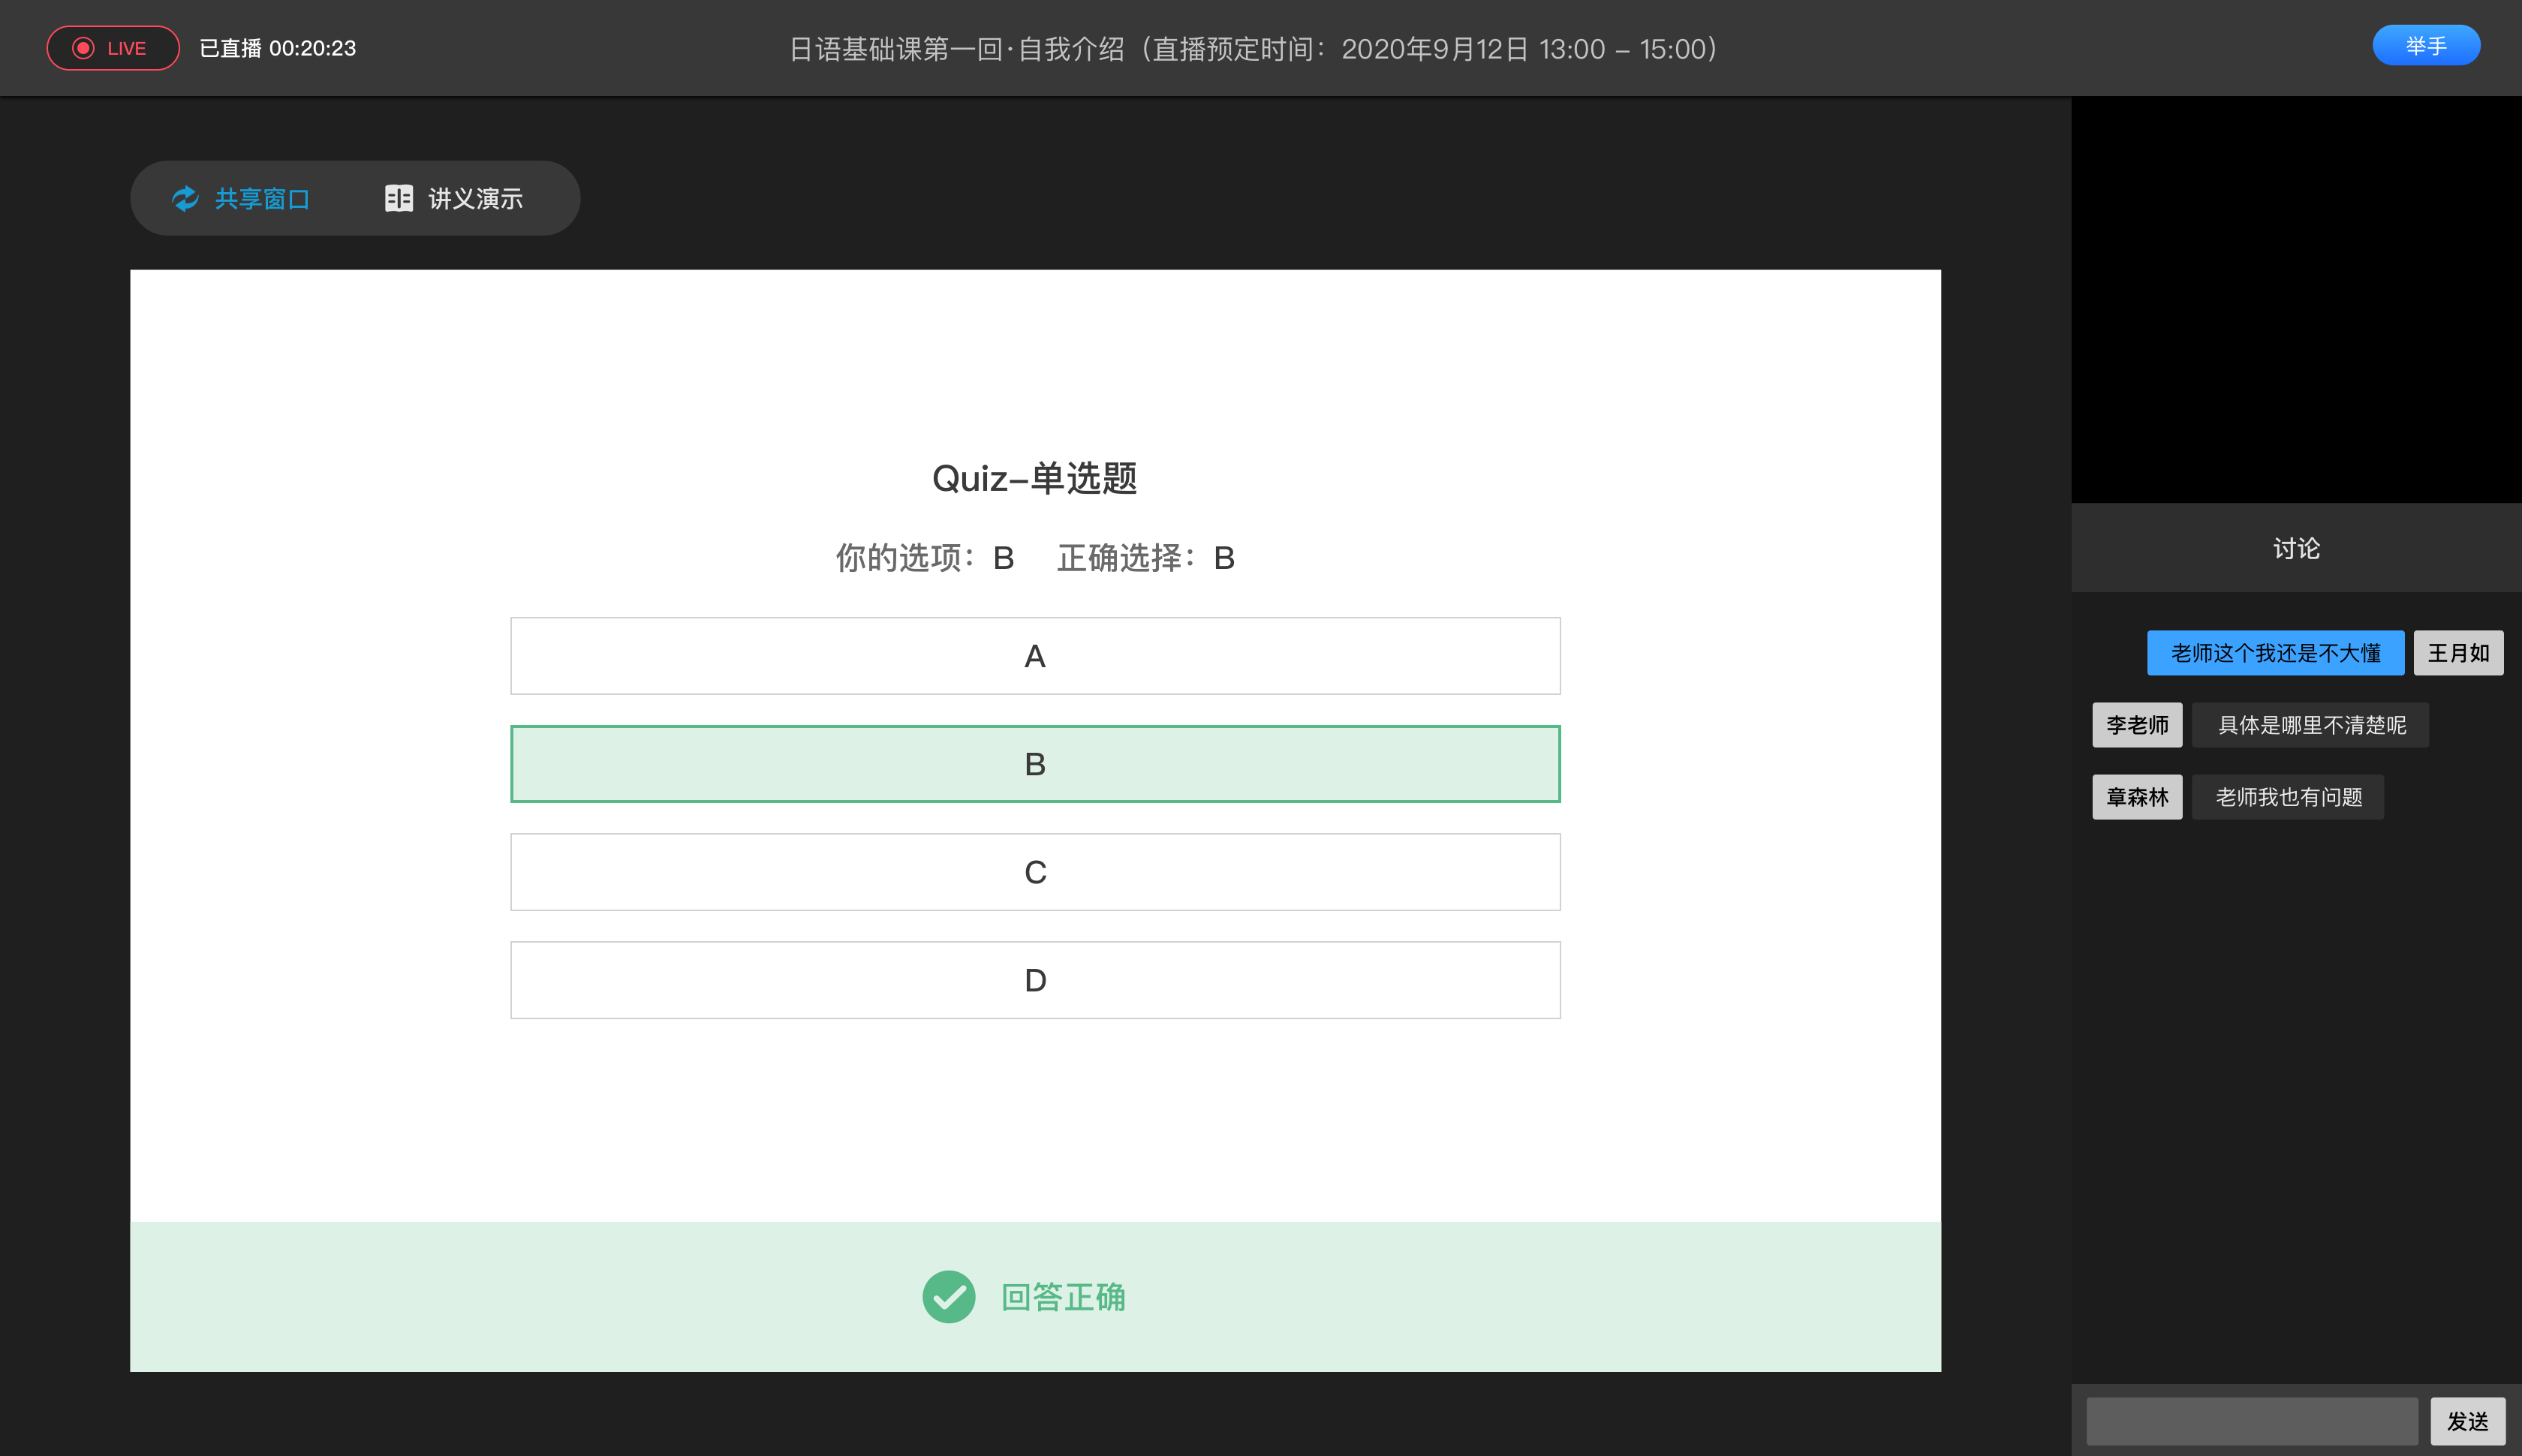 LIVE 已直播 00:20:23 日语基础课第一回·自我介绍（直播预定时间：2020年9月12日 13:00 – 15:00） 举手
共享窗口 讲义演示
Quiz–单选题
你的选项：B 正确选择：B
A
B
C
D
回答正确
讨论
老师这个我还是不大懂 王月如
李老师 具体是哪里不清楚呢
章森林 老师我也有问题
发送